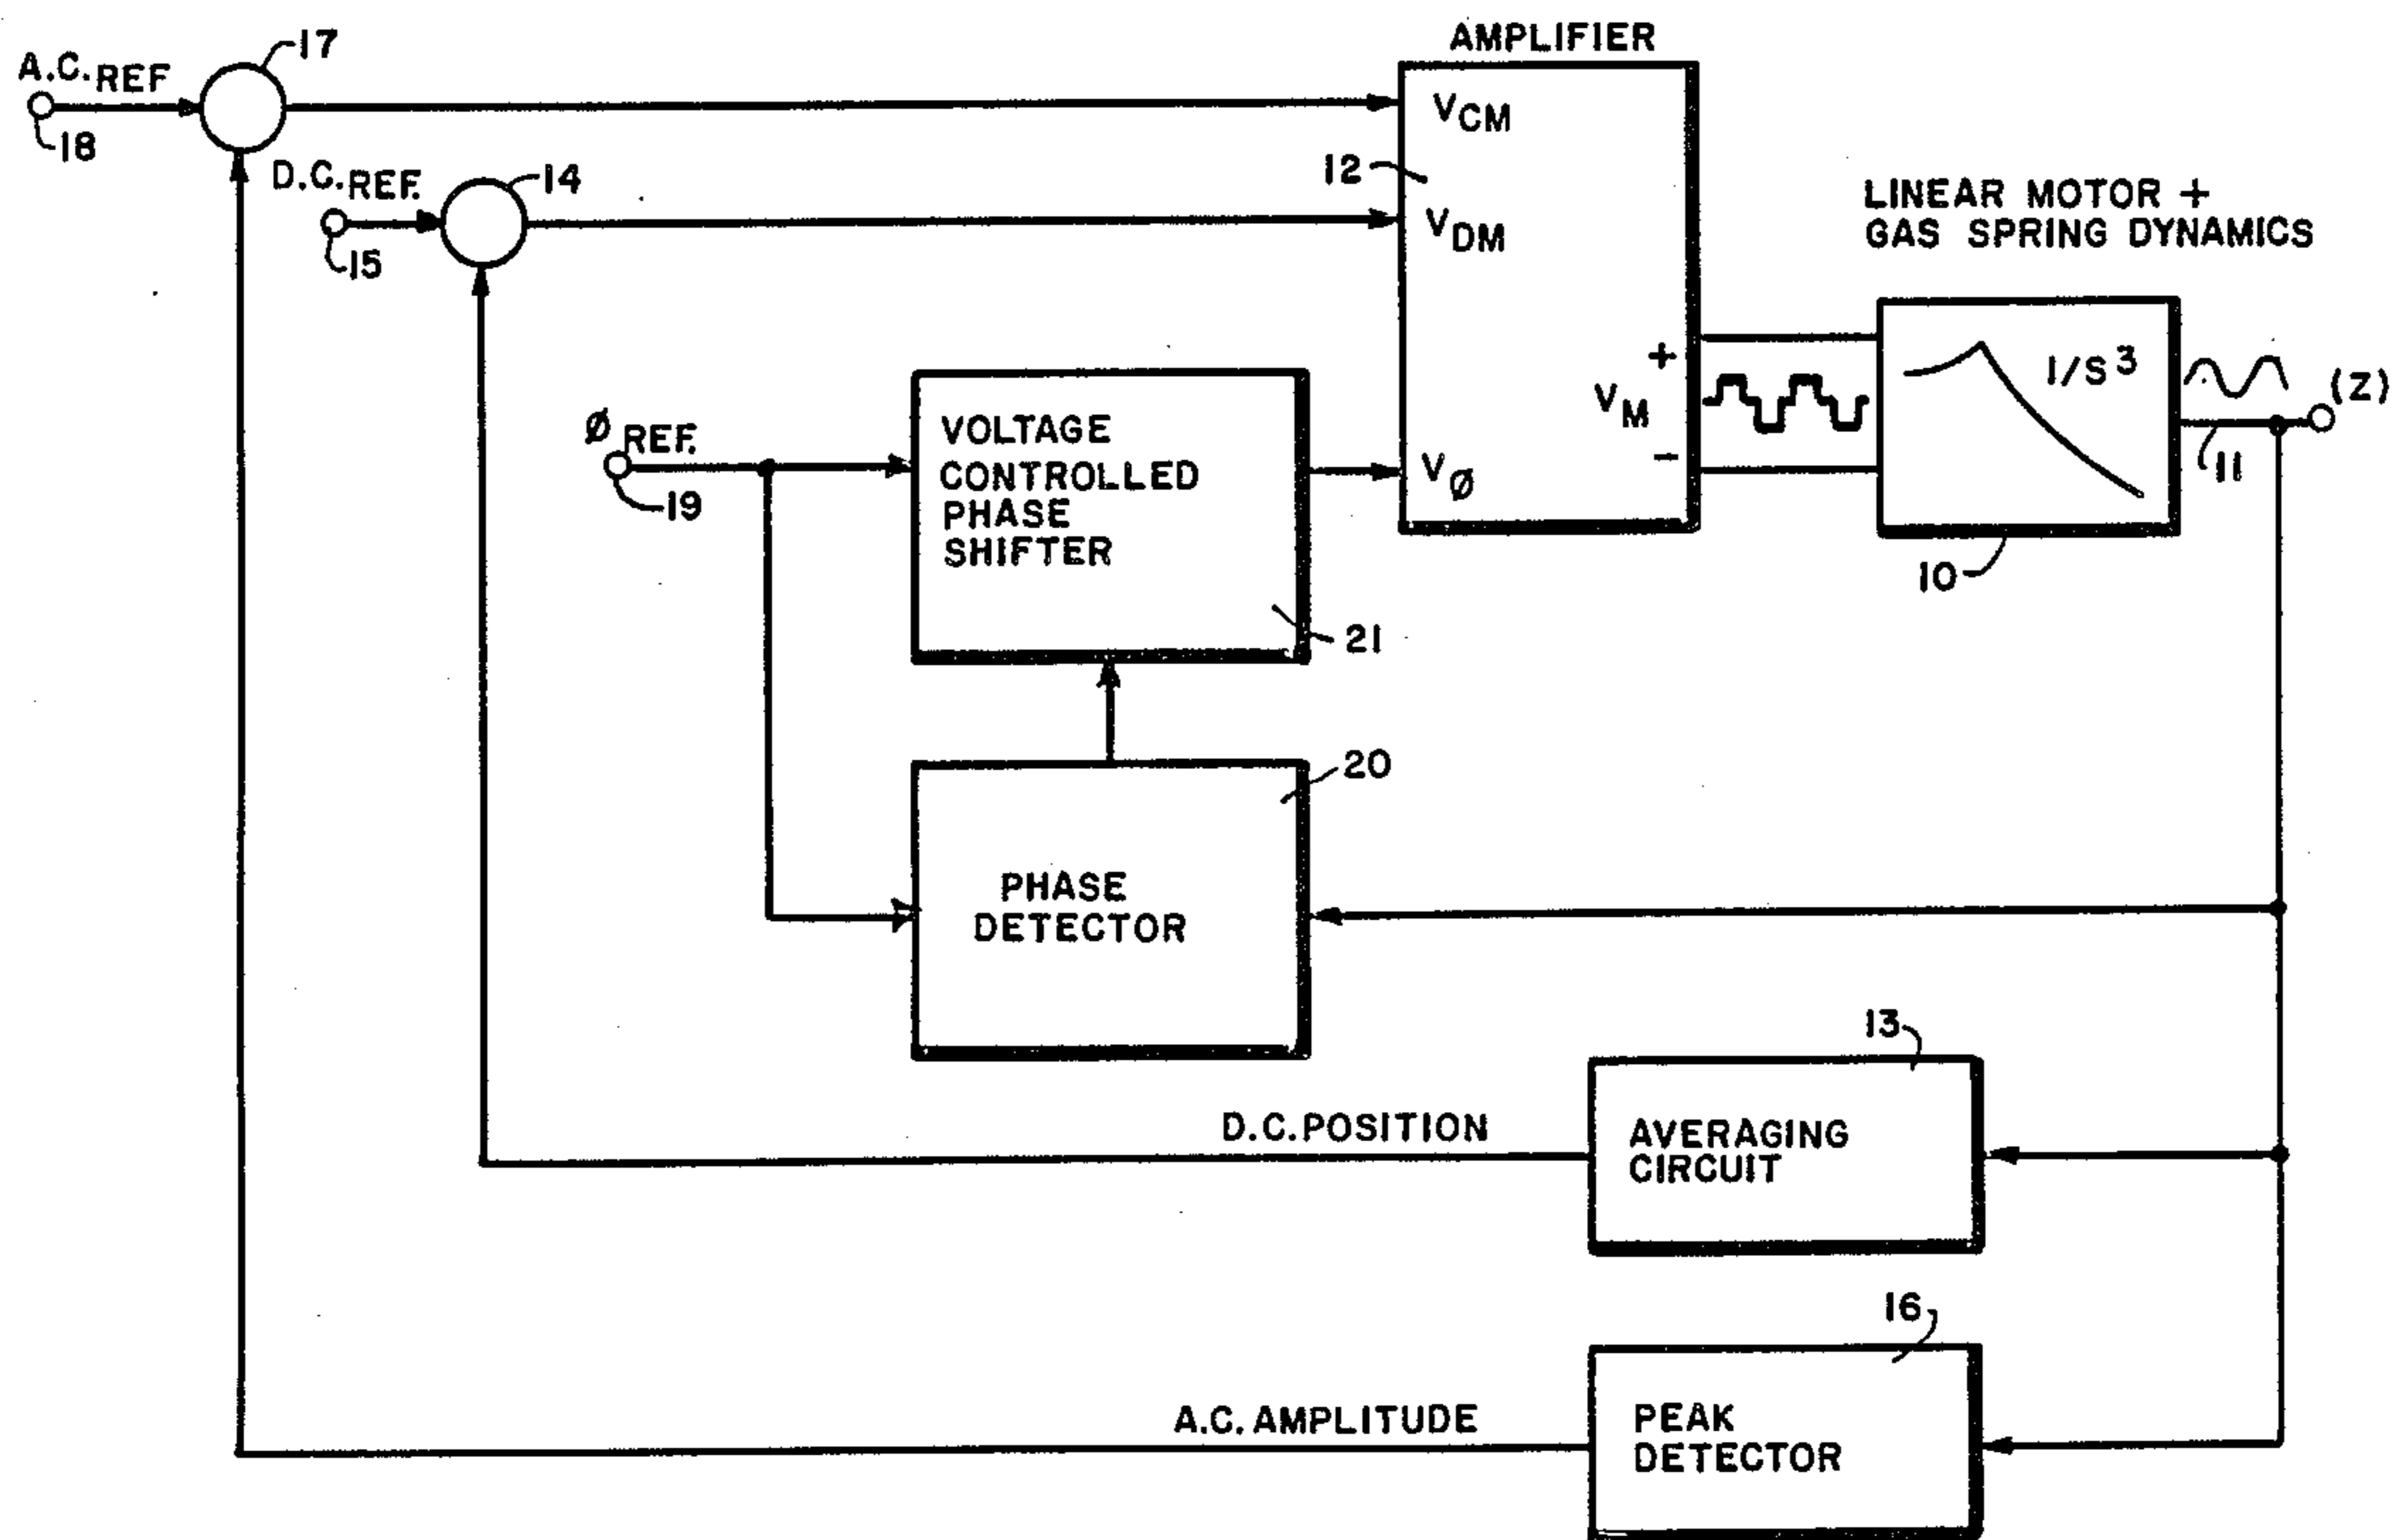 17
A.C.REF
18
D.C.REF.
14
15
AMPLIFIER
VCM
12
VDM
+
VM
-
Vø
LINEAR MOTOR +
GAS SPRING DYNAMICS
1/S³
(Z)
11
10
ø REF.
19
VOLTAGE
CONTROLLED
PHASE
SHIFTER
21
20
PHASE
DETECTOR
13
D.C. POSITION
AVERAGING
CIRCUIT
16
A.C. AMPLITUDE
PEAK
DETECTOR